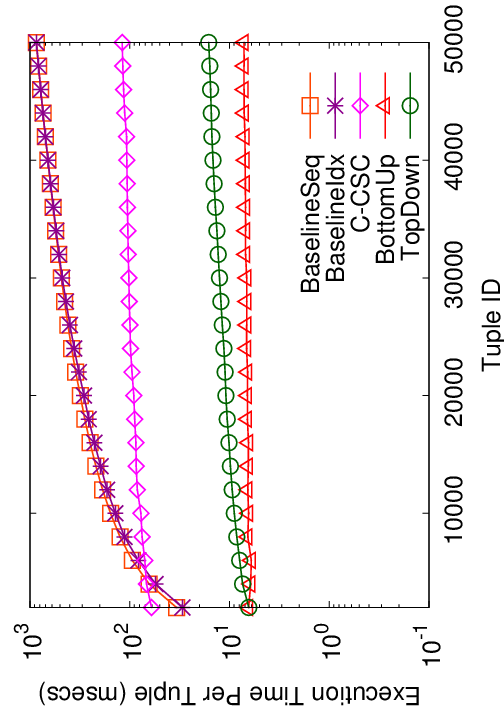 Execution Time Per Tuple (msecs)
10^3
10^2
10^1
10^0
10^-1
10000
20000
30000
40000
50000
Tuple ID
BaselineSeq
BaselineIdx
C-CSC
BottomUp
TopDown